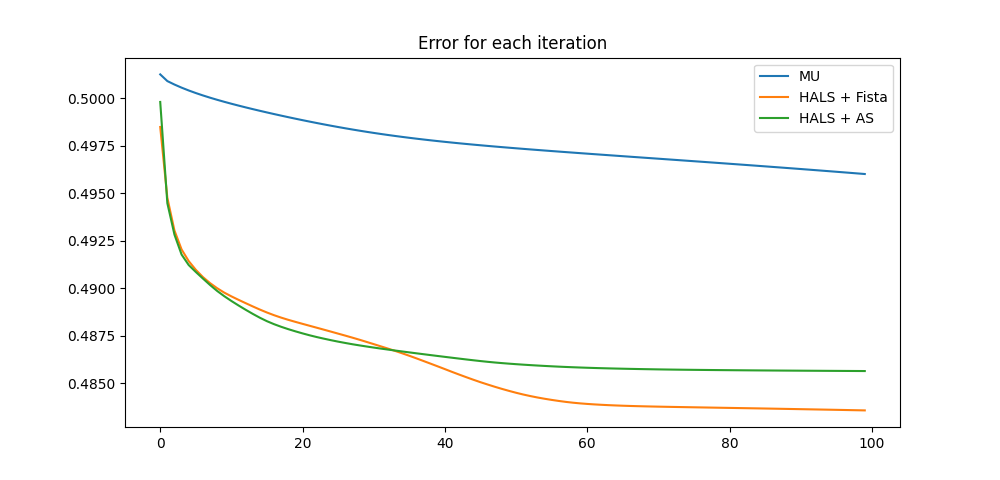 Error for each iteration
MU
HALS + Fista
HALS + AS
0.5000
0.4975
0.4950
0.4925
0.4900
0.4875
0.4850
0 20 40 60 80 100